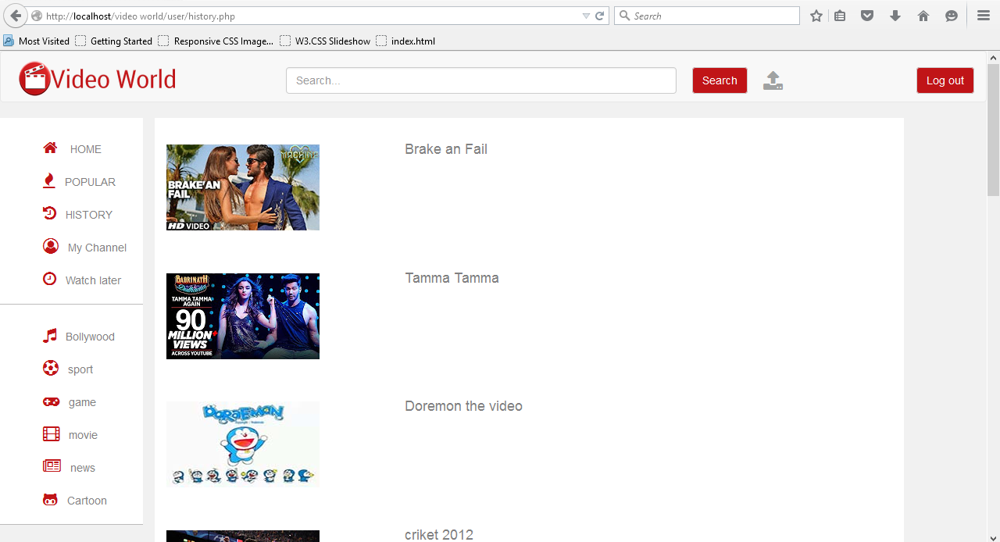 http://localhost/video world/user/history.php
Search
Most Visited Getting Started Responsive CSS Image... W3.CSS Slideshow index.html
Video World
Search...
Search
Log out
HOME
POPULAR
HISTORY
My Channel
Watch later
Bollywood
sport
game
movie
news
Cartoon
MACHINE
BRAKE'AN
FAIL
HD VIDEO
Brake an Fail
BADRINATH
TAMMA TAMMA
AGAIN
90
MILLION+
VIEWS
ACROSS YOUTUBE
Tamma Tamma
DORAEMON
Doremon the video
criket 2012